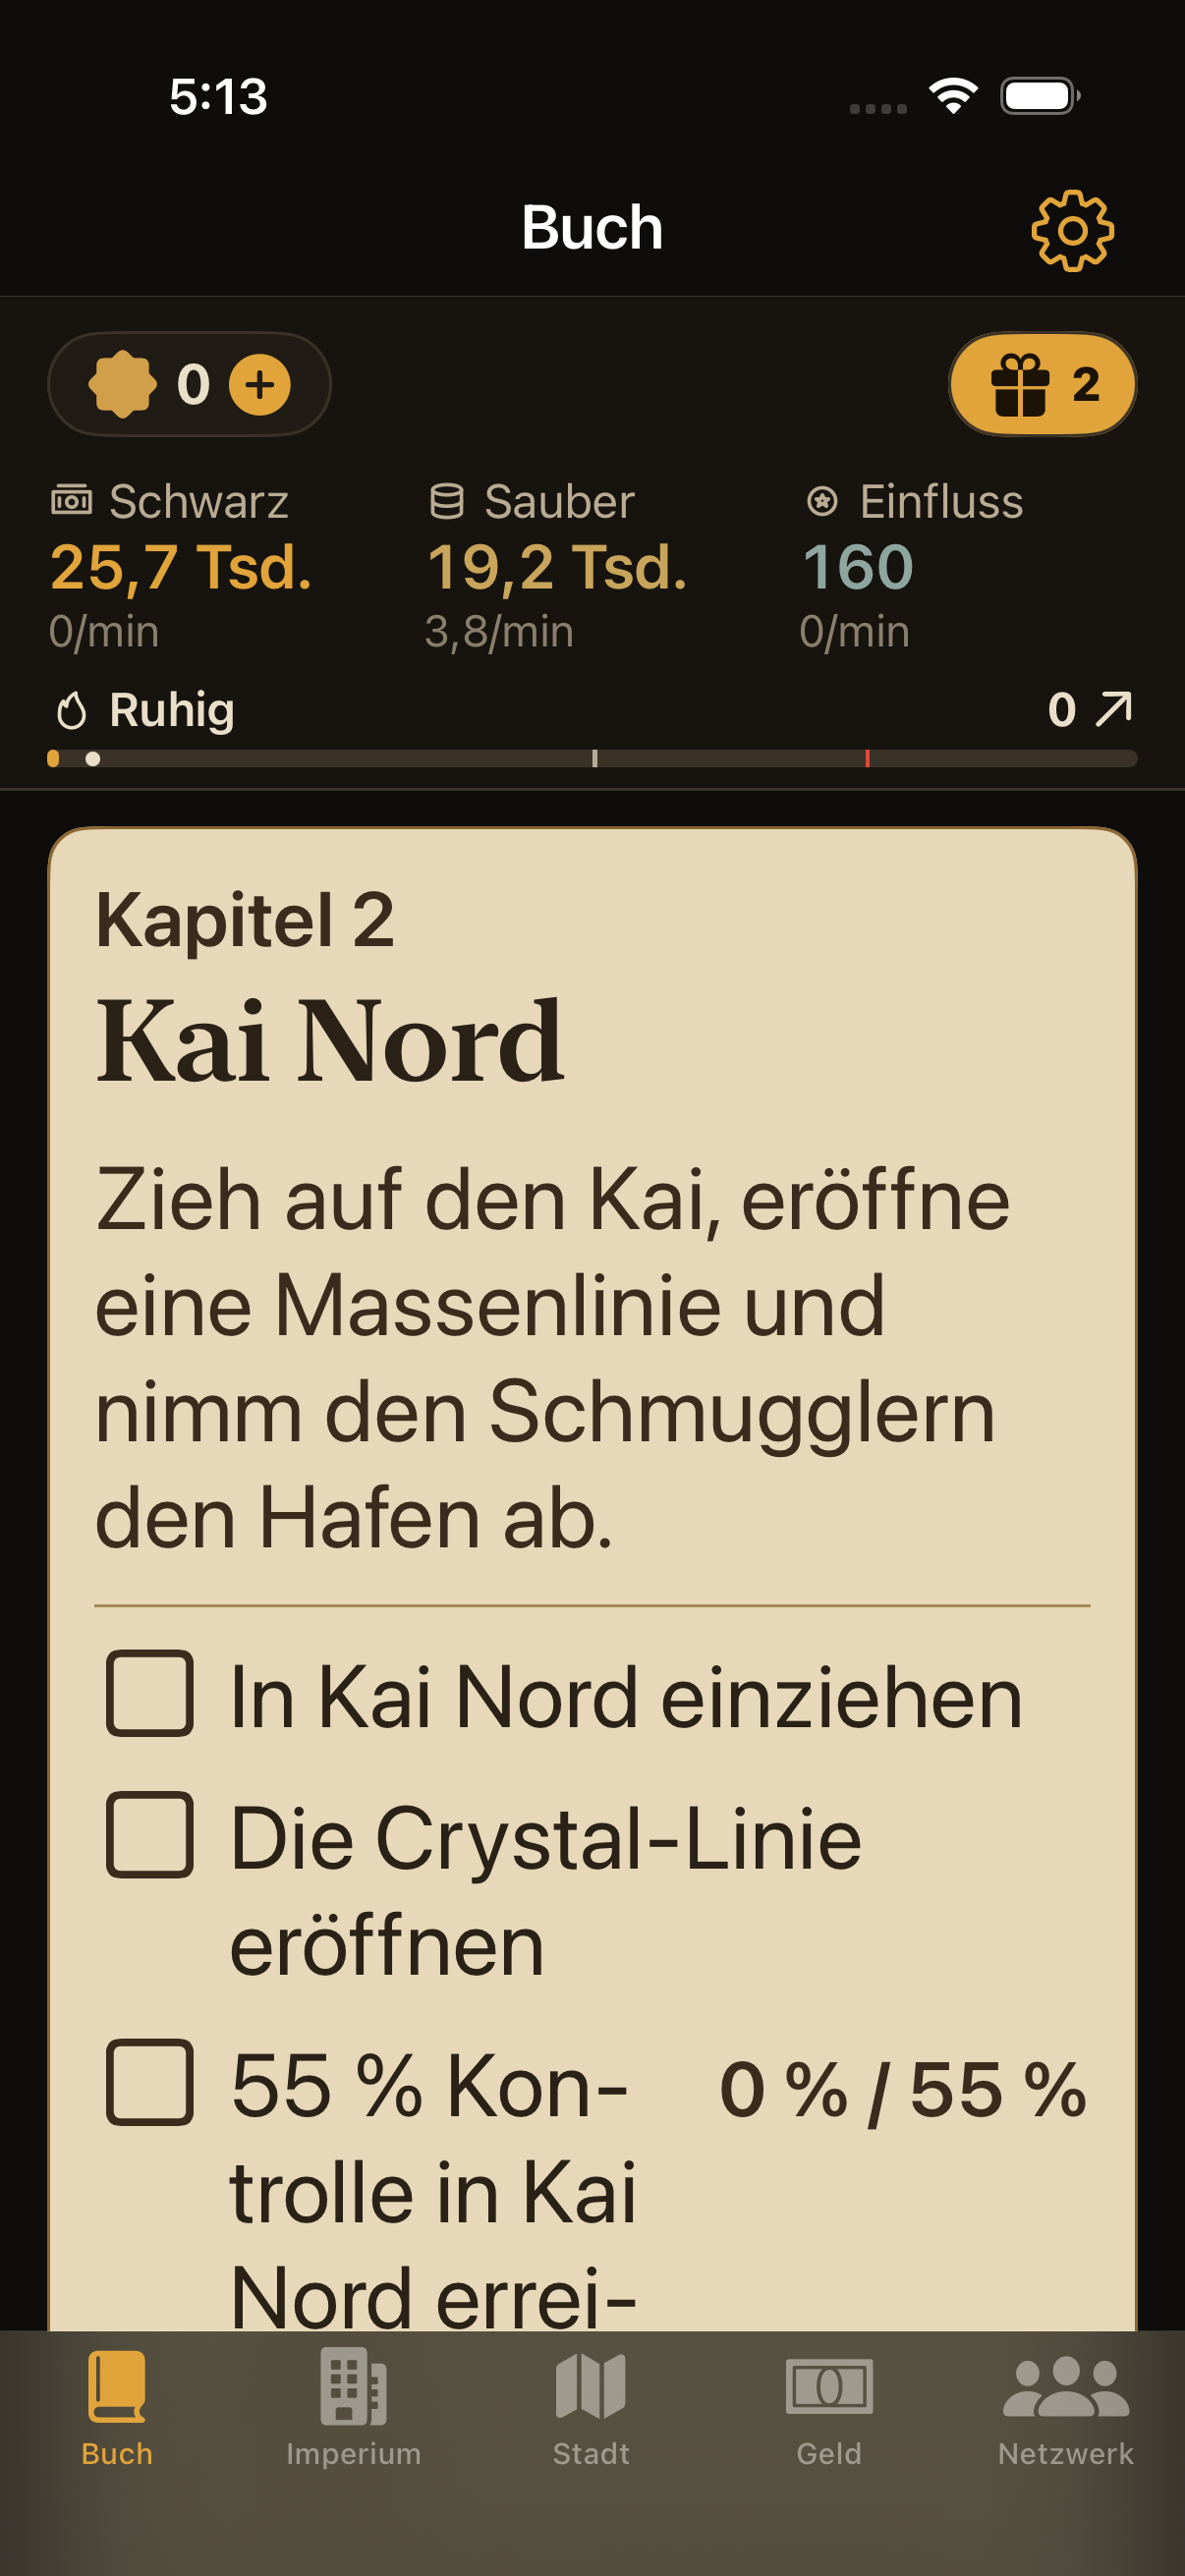 5:13
Buch
0
2
Schwarz
Sauber
Einfluss
25,7 Tsd.
19,2 Tsd.
160
0/min
3,8/min
0/min
Ruhig
0
Kapitel 2
Kai Nord
Zieh auf den Kai, eröffne
eine Massenlinie und
nimm den Schmugglern
den Hafen ab.
In Kai Nord einziehen
Die Crystal-Linie
eröffnen
55 % Kon-
0 % / 55 %
trolle in Kai
Nord errei-
Buch
Imperium
Stadt
Geld
Netzwerk